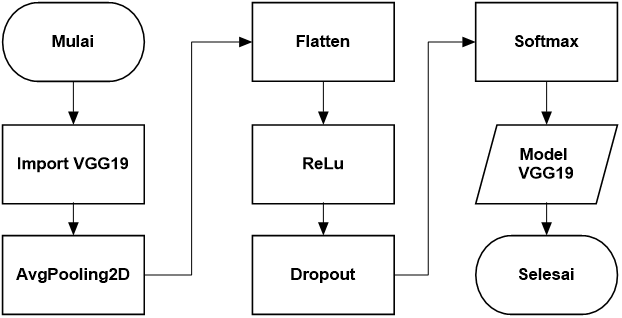 Mulai
Import VGG19
AvgPooling2D
Flatten
ReLu
Dropout
Softmax
Model
VGG19
Selesai